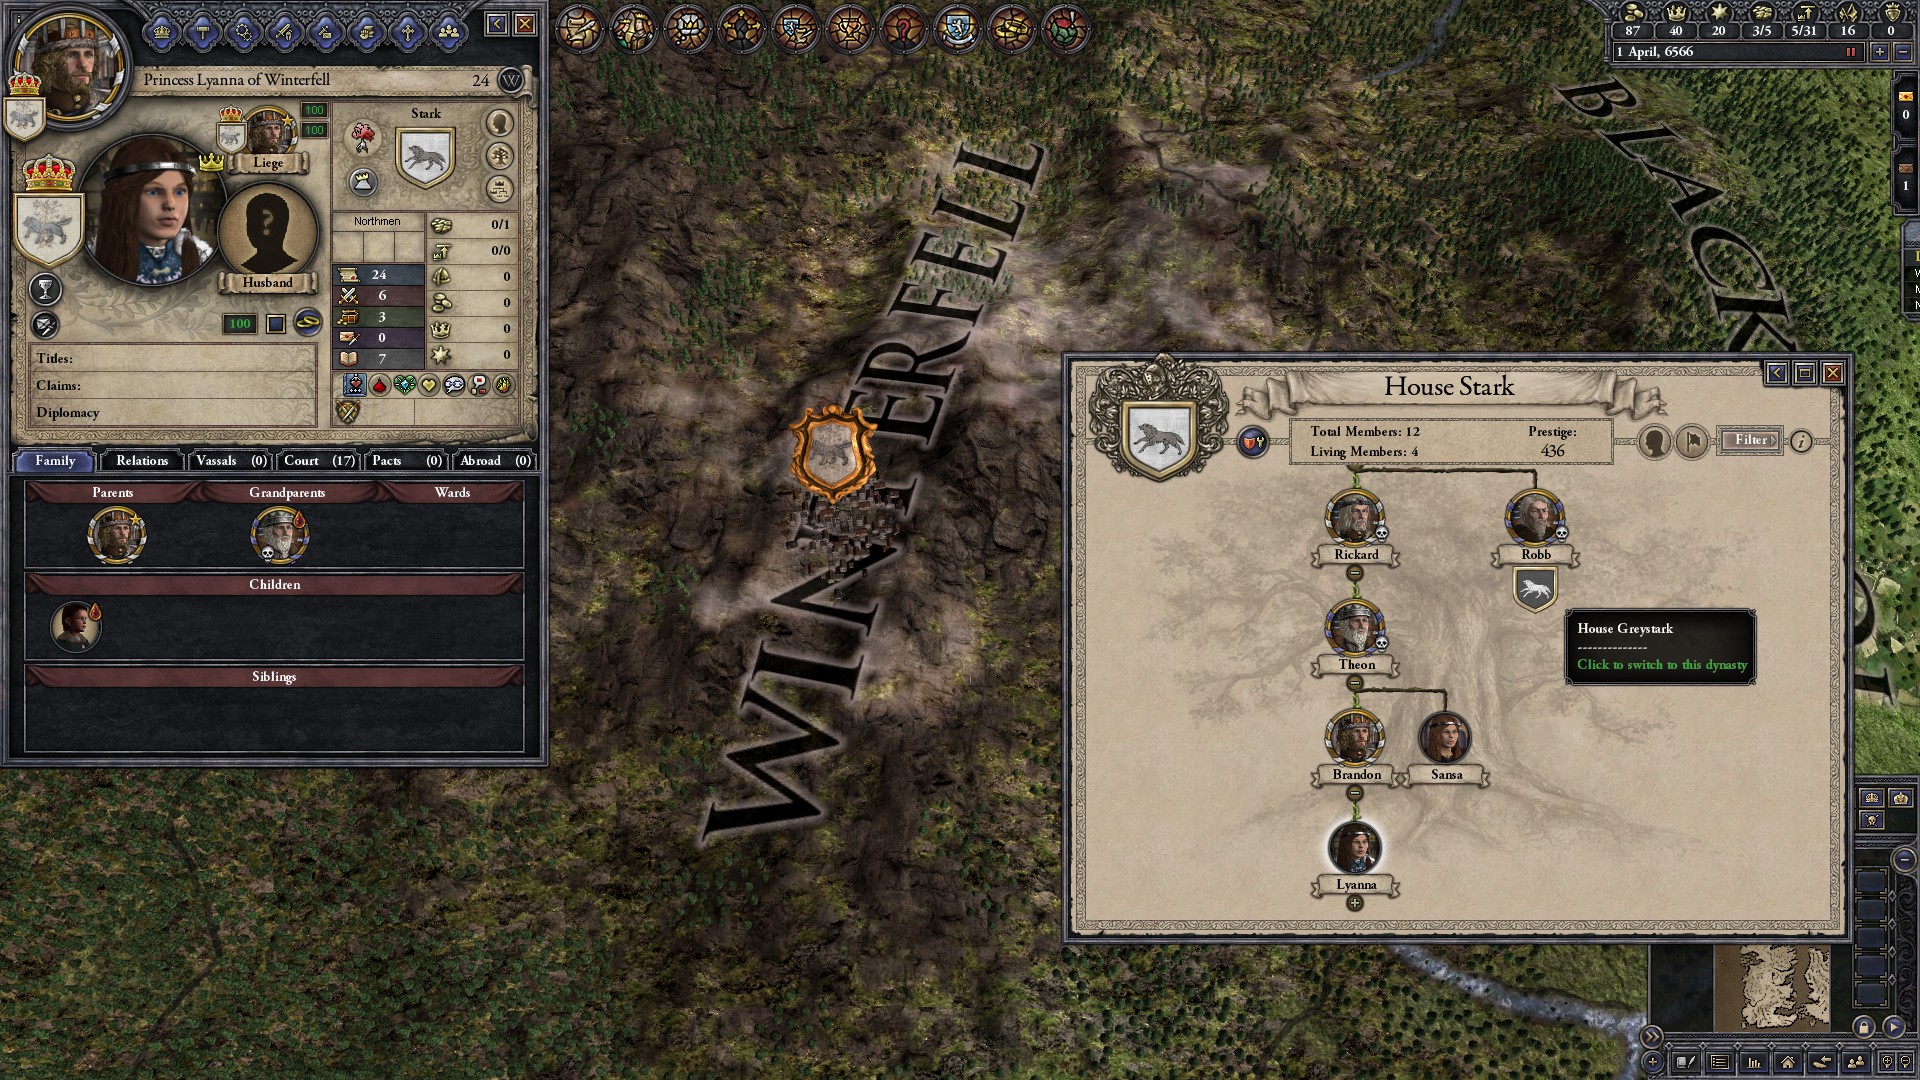 Princess Lyanna of Winterfell
24
W
100
100
Liege
Husband
100
Stark
Northmen
24
6
3
0
7
0/1
0/0
0
0
0
0
Titles:
Claims:
Diplomacy
Family
Relations
Vassals (0)
Court (17)
Pacts (0)
Abroad (0)
Parents
Grandparents
Wards
Children
Siblings
WINTERFELL
BLACK
87
40
20
3/5
5/31
16
0
1 April, 6566
0
1
House Stark
Total Members: 12
Living Members: 4
Prestige:
436
Filter
Rickard
Robb
Theon
House Greystark
--------------
Click to switch to this dynasty
Brandon
Sansa
Lyanna